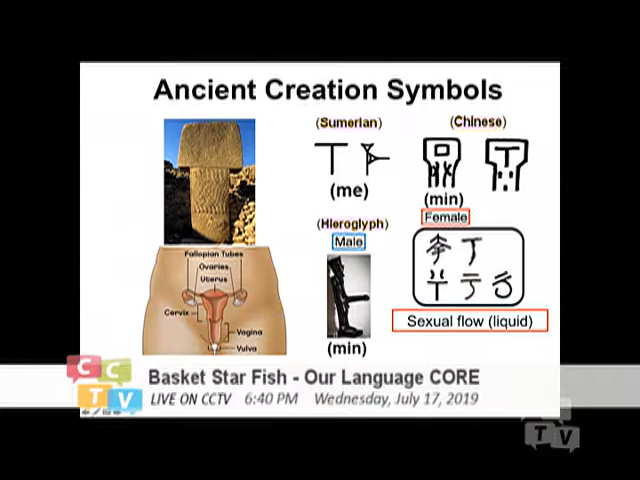 Ancient Creation Symbols
(Sumerian)
(Chinese)
(me)
(min)
Female
(Hieroglyph)
Male
(min)
Sexual flow (liquid)
Fallopian Tubes
Ovaries
Uterus
Cervix
Vagina
Vulva
CC
TV
Basket Star Fish - Our Language CORE
LIVE ON CCTV 6:40 PM Wednesday, July 17, 2019
TV